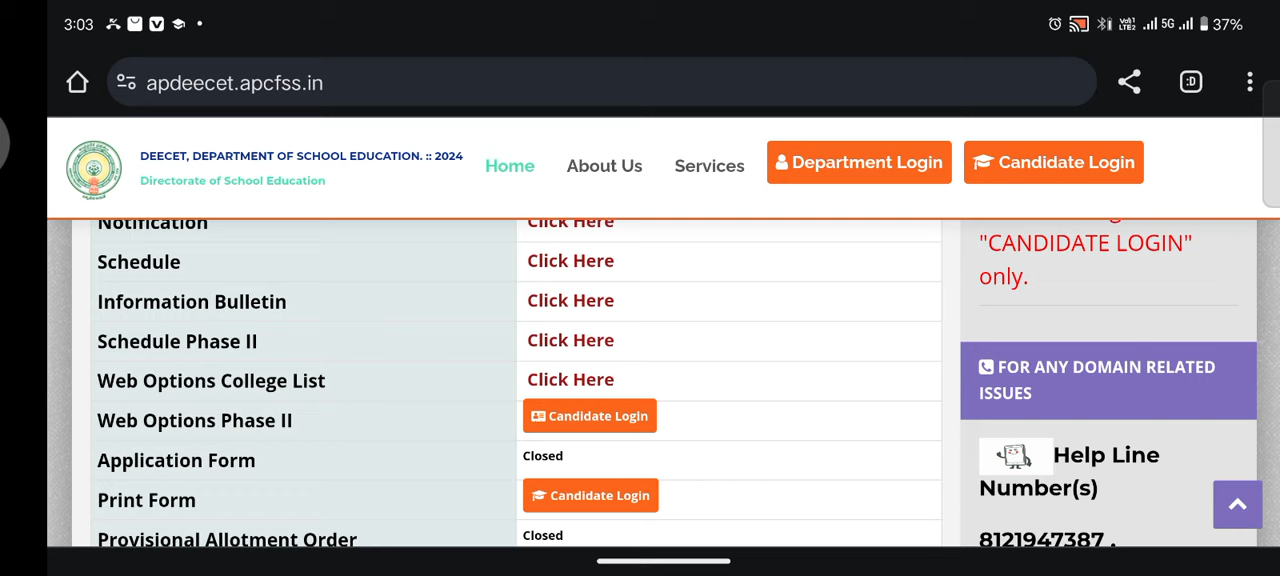 3:03
Vo1) LTE2 5G 37%
apdeecet.apcfss.in
:D
DEECET, DEPARTMENT OF SCHOOL EDUCATION. :: 2024
Directorate of School Education
Home About Us Services Department Login Candidate Login
Notification Click Here
Schedule Click Here
Information Bulletin Click Here
Schedule Phase II Click Here
Web Options College List Click Here
Web Options Phase II Candidate Login
Application Form Closed
Print Form Candidate Login
Provisional Allotment Order Closed
"CANDIDATE LOGIN"
only.
FOR ANY DOMAIN RELATED
ISSUES
Help Line
Number(s)
8121947387 ,